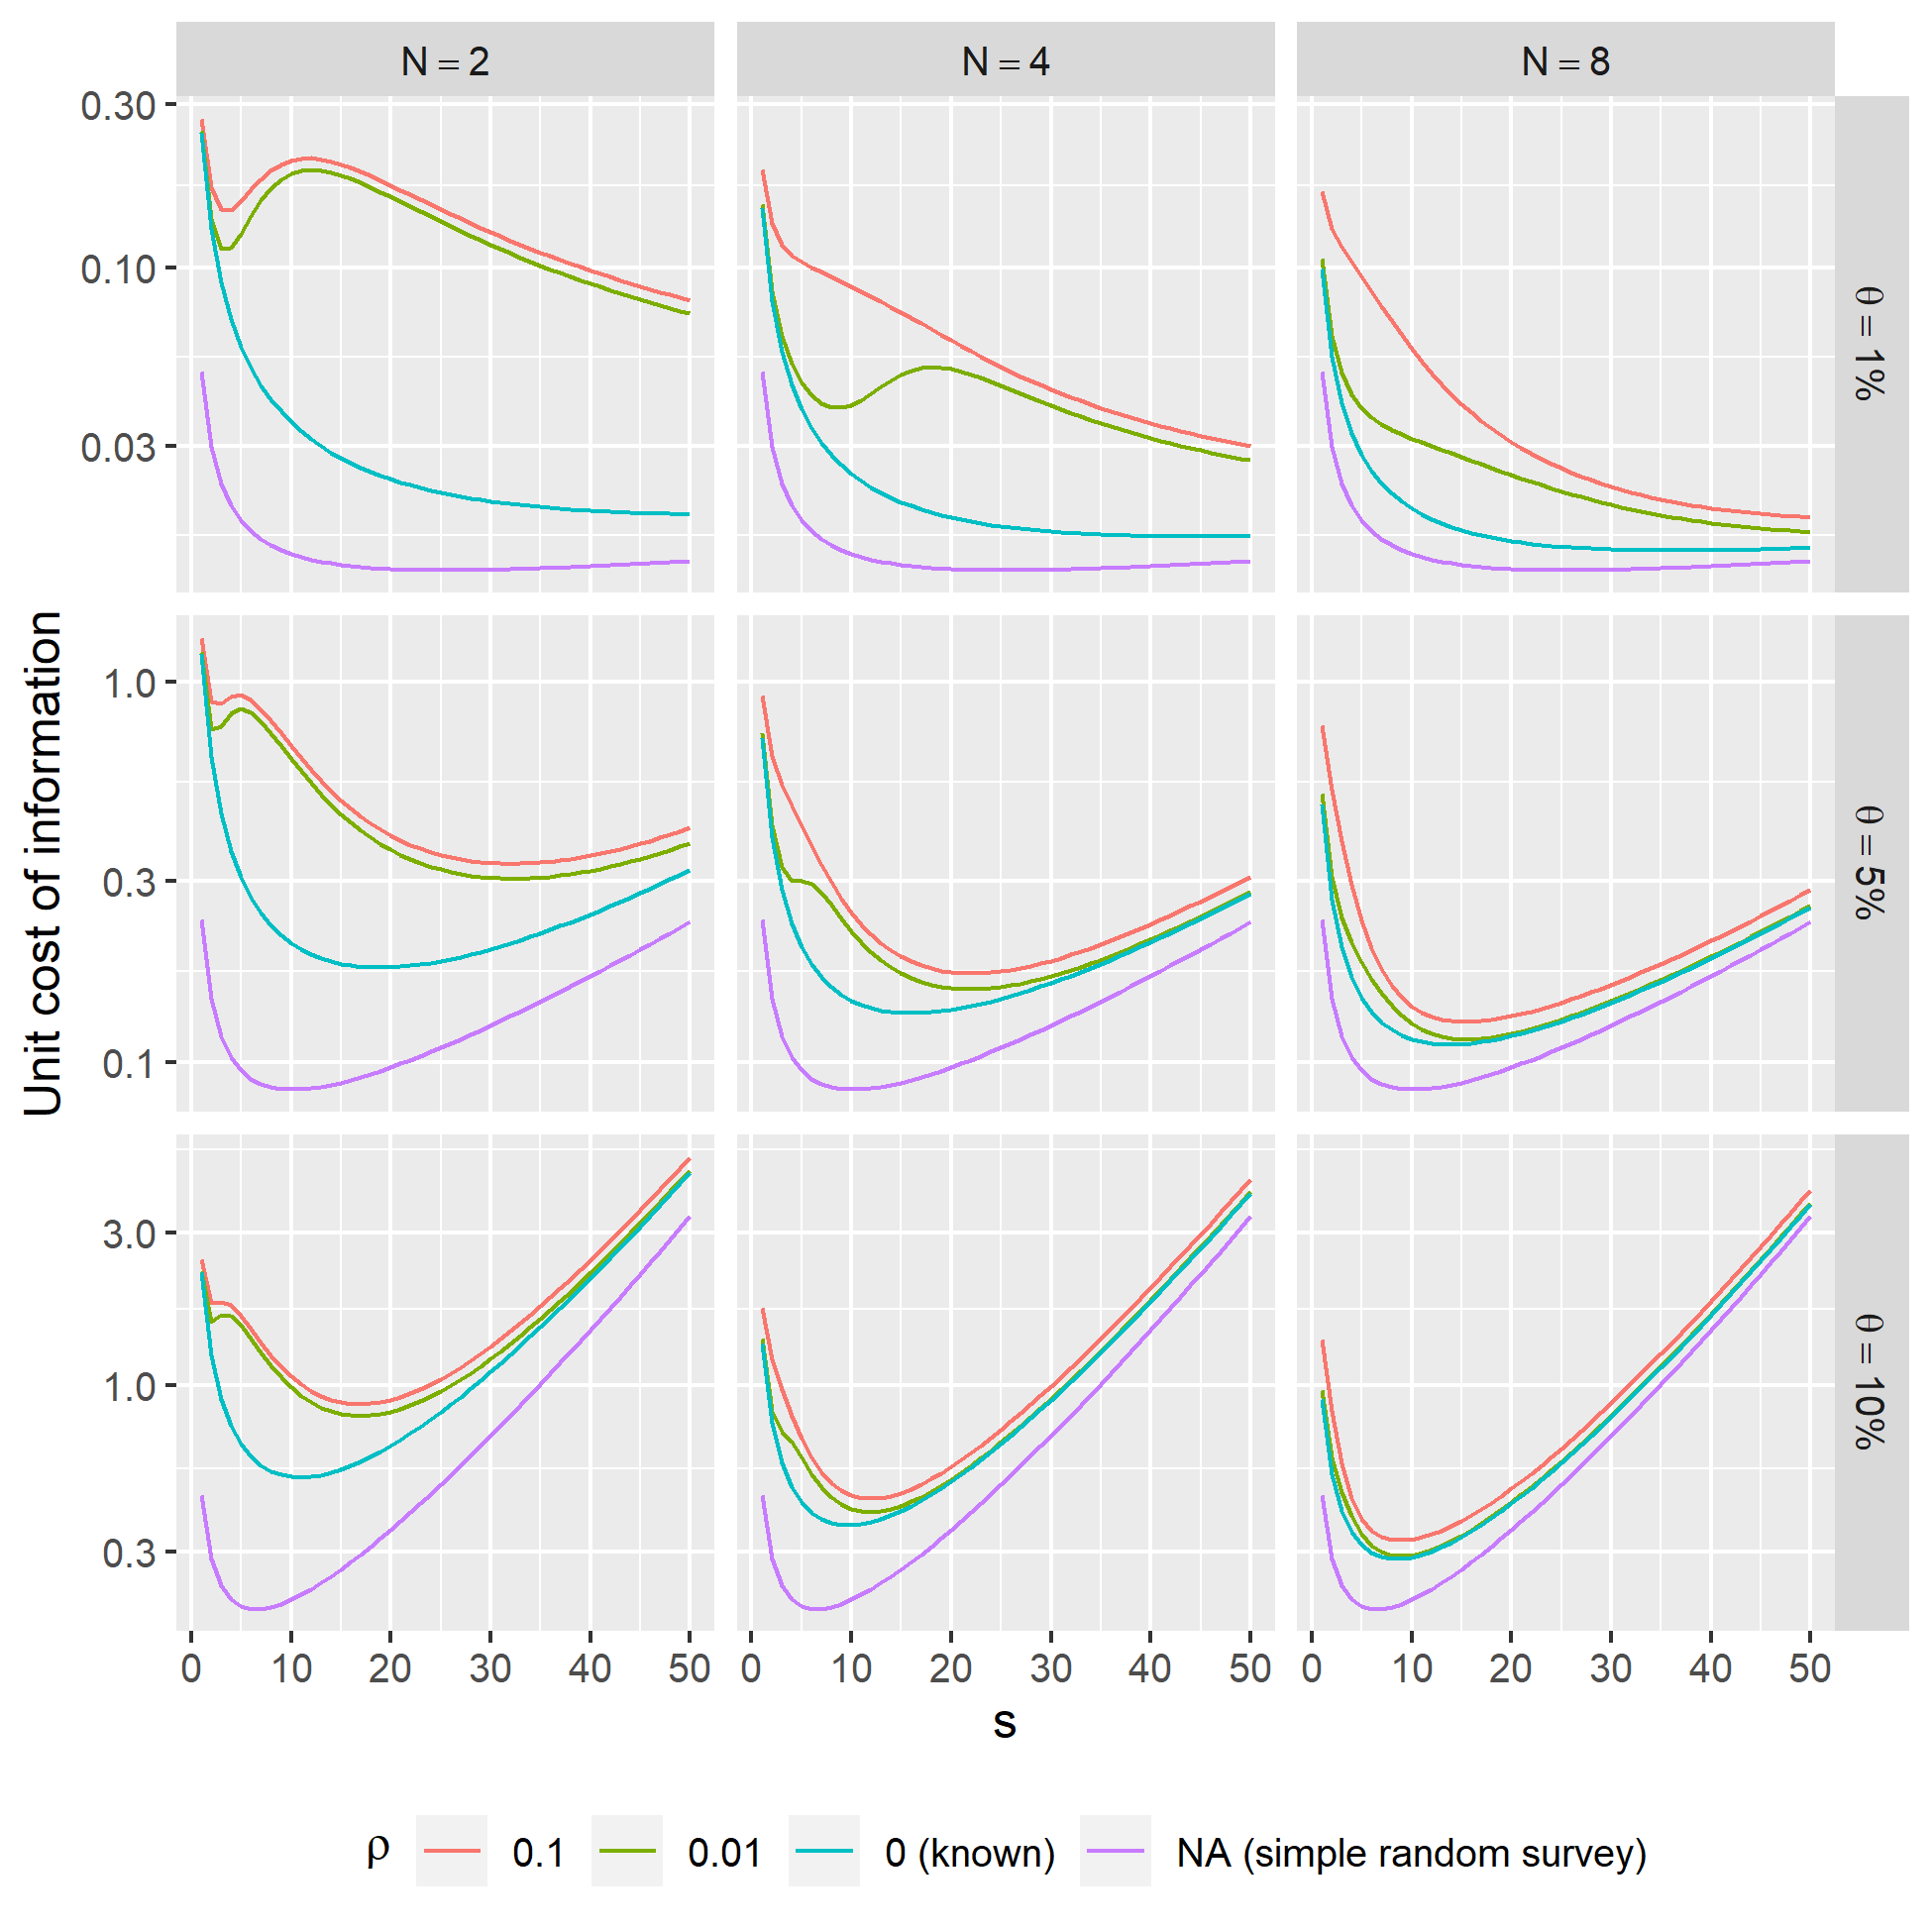 N = 2
N = 4
N = 8
0.30
0.10
0.03
θ = 1%
1.0
0.3
0.1
θ = 5%
3.0
1.0
0.3
θ = 10%
Unit cost of information
0 10 20 30 40 50
0 10 20 30 40 50
0 10 20 30 40 50
s
ρ 0.1 0.01 0 (known) NA (simple random survey)